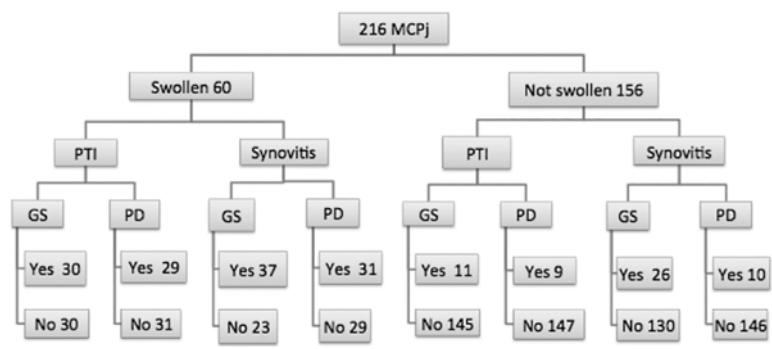 216 MCPj
Swollen 60
Not swollen 156
PTI
Synovitis
PTI
Synovitis
GS
PD
GS
PD
GS
PD
GS
PD
Yes 30
Yes 29
Yes 37
Yes 31
Yes 11
Yes 9
Yes 26
Yes 10
No 30
No 31
No 23
No 29
No 145
No 147
No 130
No 146